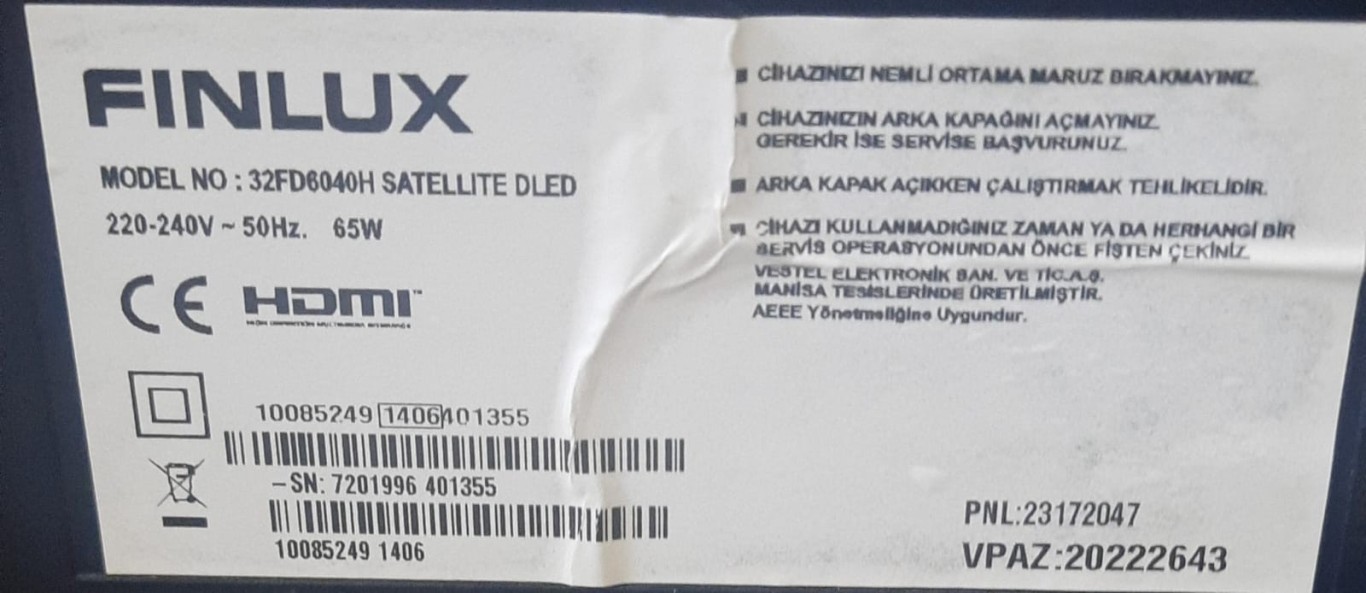 FINLUX
MODEL NO : 32FD6040H SATELLITE DLED
220-240V ~ 50Hz. 65W
CE HDMI™
10085249 1406401355
-SN: 7201996 401355
10085249 1406
CİHAZINIZI NEMLİ ORTAMA MARUZ BIRAKMAYINIZ.
CİHAZINIZIN ARKA KAPAĞINI AÇMAYINIZ.
GEREKİR İSE SERVİSE BAŞVURUNUZ.
ARKA KAPAK AÇIKKEN ÇALIŞTIRMAK TEHLİKELİDİR.
CİHAZI KULLANMADIĞINIZ ZAMAN YA DA HERHANGİ BİR
SERVİS OPERASYONUNDAN ÖNCE FİŞTEN ÇEKİNİZ.
VESTEL ELEKTRONİK SAN. VE TİC.A.Ş.
MANİSA TESİSLERİNDE ÜRETİLMİŞTİR.
AEEE Yönetmeliğine Uygundur.
PNL:23172047
VPAZ:20222643